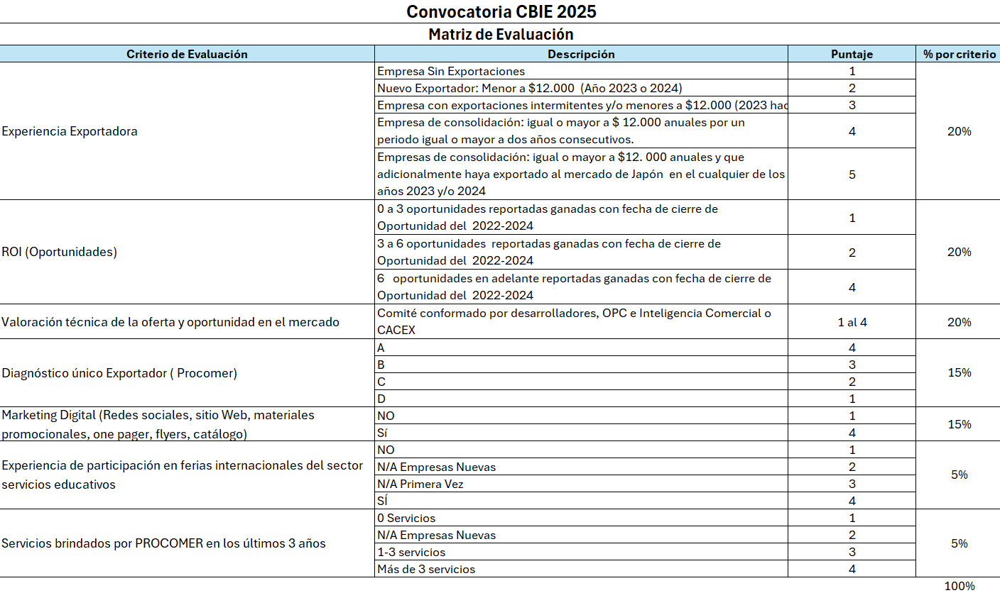 Convocatoria CBIE 2025
Matriz de Evaluación
Criterio de Evaluación Descripción Puntaje % por criterio
Experiencia Exportadora
Empresa Sin Exportaciones 1
Nuevo Exportador: Menor a $12.000 (Año 2023 o 2024) 2
Empresa con exportaciones intermitentes y/o menores a $12.000 (2023 hac 3
Empresa de consolidación: igual o mayor a $ 12.000 anuales por un
periodo igual o mayor a dos años consecutivos.
4
Empresas de consolidación: igual o mayor a $12. 000 anuales y que
adicionalmente haya exportado al mercado de Japón en el cualquier de los
años 2023 y/o 2024
5
20%
ROI (Oportunidades)
0 a 3 oportunidades reportadas ganadas con fecha de cierre de
Oportunidad del 2022-2024
1
3 a 6 oportunidades reportadas ganadas con fecha de cierre de
Oportunidad del 2022-2024
2
6 oportunidades en adelante reportadas ganadas con fecha de cierre de
Oportunidad del 2022-2024
4
20%
Valoración técnica de la oferta y oportunidad en el mercado
Comité conformado por desarrolladores, OPC e Inteligencia Comercial o
CACEX
1 al 4
20%
Diagnóstico único Exportador ( Procomer)
A 4
B 3
C 2
D 1
15%
Marketing Digital (Redes sociales, sitio Web, materiales
promocionales, one pager, flyers, catálogo)
NO 1
Sí 4
15%
Experiencia de participación en ferias internacionales del sector
servicios educativos
NO 1
N/A Empresas Nuevas 2
N/A Primera Vez 3
SÍ 4
5%
Servicios brindados por PROCOMER en los últimos 3 años
0 Servicios 1
N/A Empresas Nuevas 2
1-3 servicios 3
Más de 3 servicios 4
5%
100%